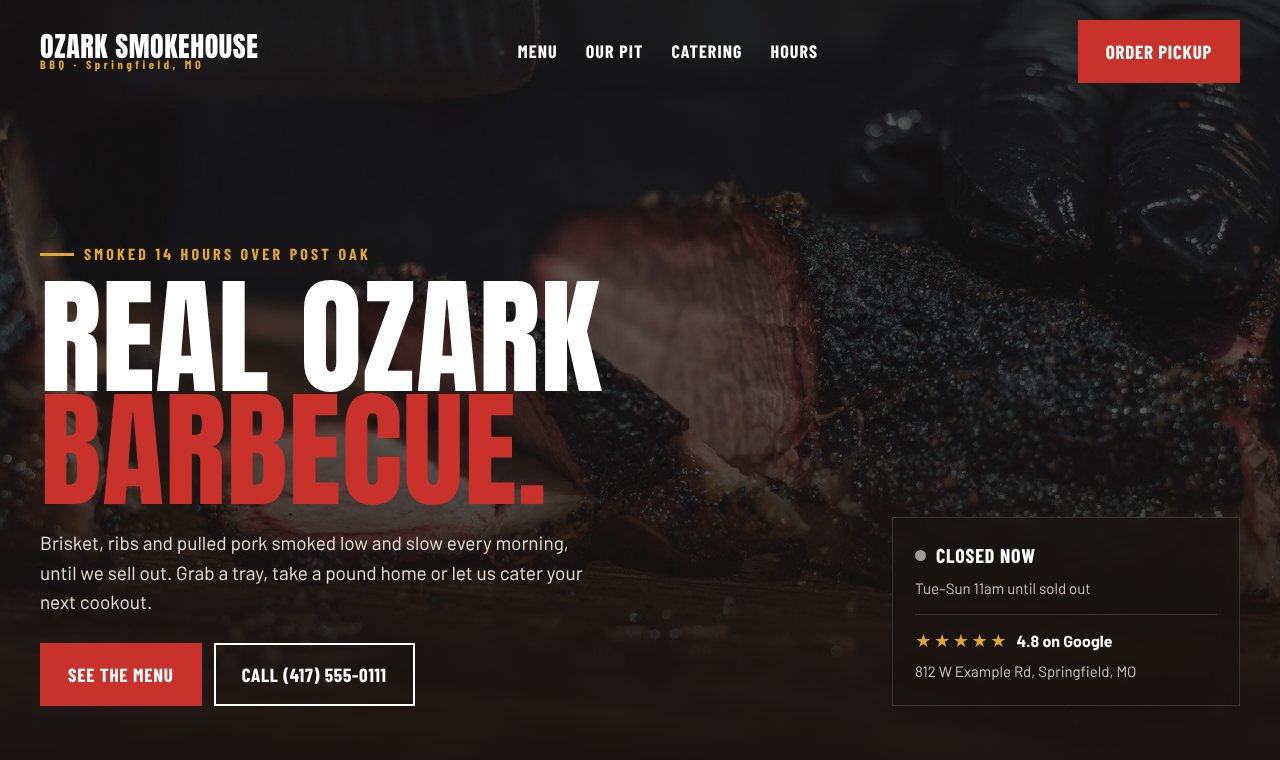 OZARK SMOKEHOUSE
BBQ · Springfield, MO
MENU OUR PIT CATERING HOURS
ORDER PICKUP
SMOKED 14 HOURS OVER POST OAK
REAL OZARK
BARBECUE.
Brisket, ribs and pulled pork smoked low and slow every morning,
until we sell out. Grab a tray, take a pound home or let us cater your
next cookout.
SEE THE MENU
CALL (417) 555-0111
CLOSED NOW
Tue–Sun 11am until sold out
★★★★★ 4.8 on Google
812 W Example Rd, Springfield, MO